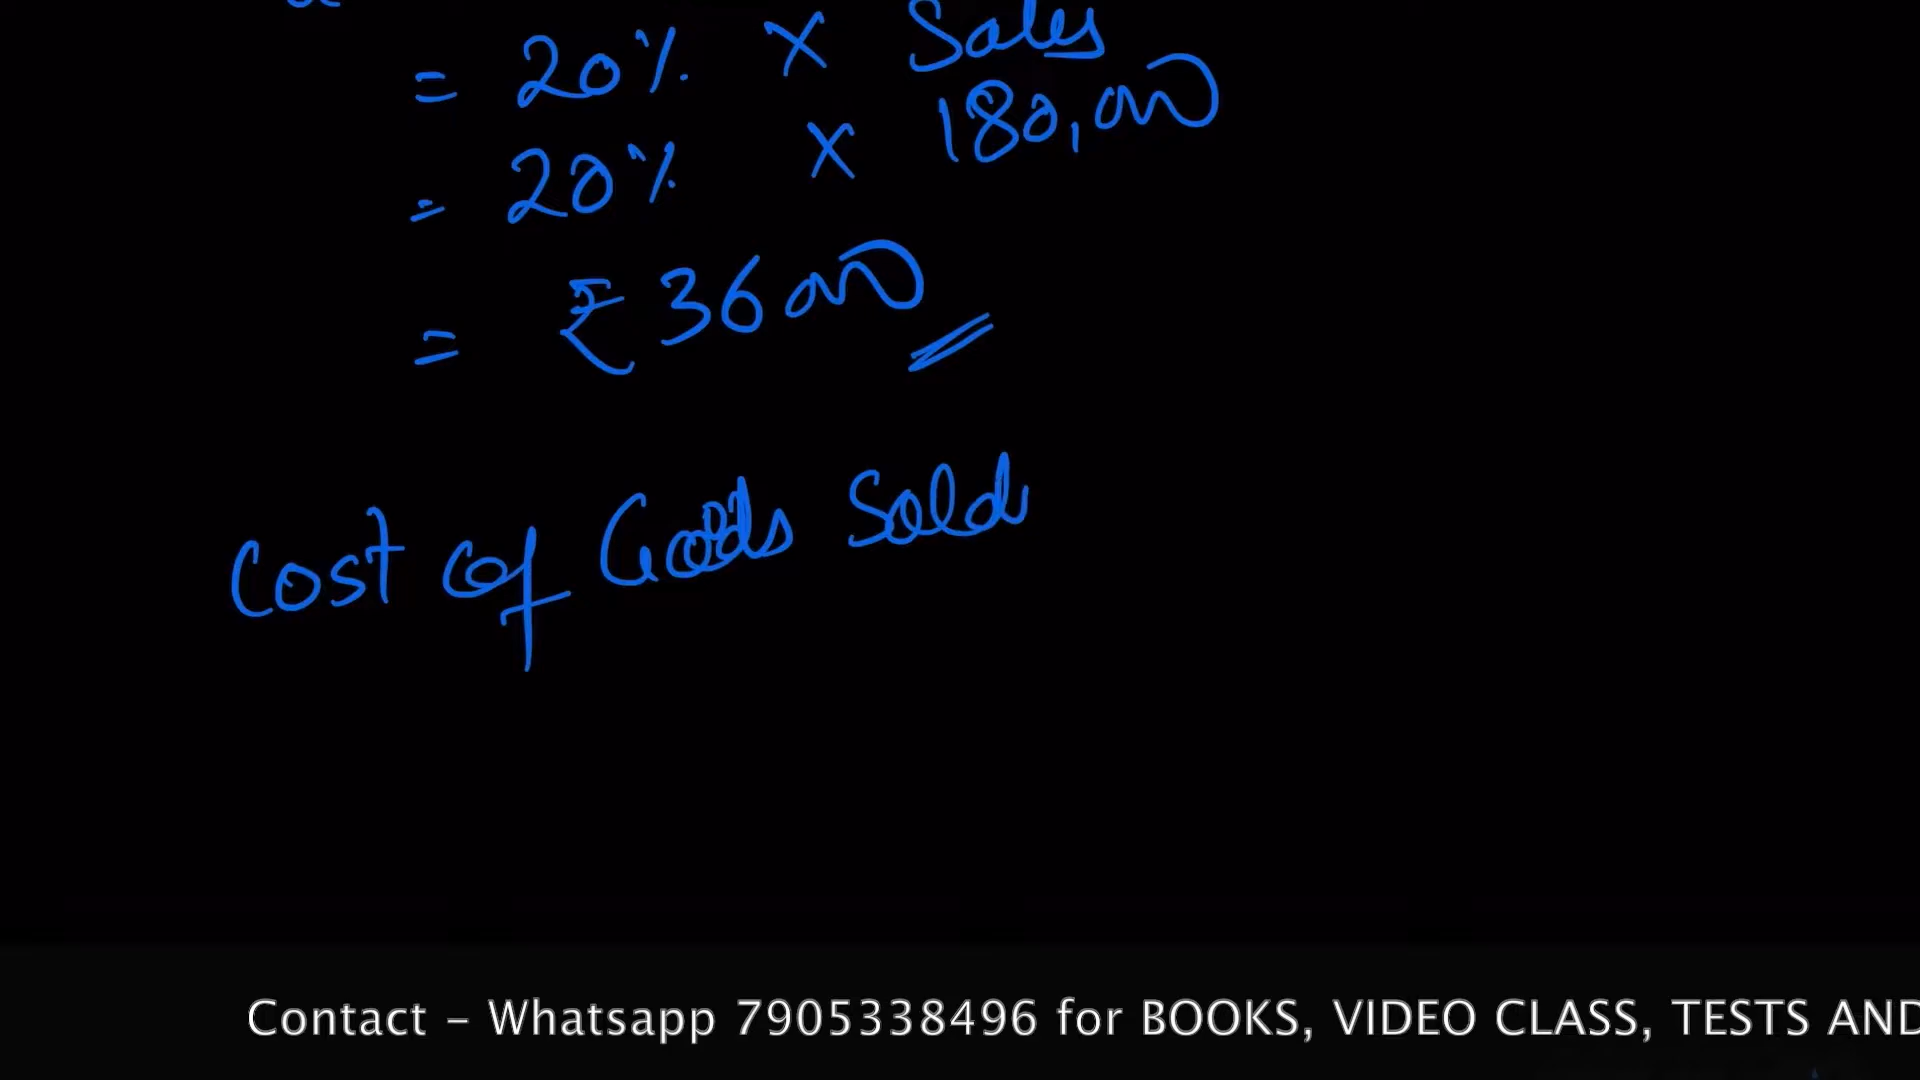 = 20% × Sales
= 20% × 180,000
= ₹ 36000
Cost of Goods Sold
Contact – Whatsapp 7905338496 for BOOKS, VIDEO CLASS, TESTS AND